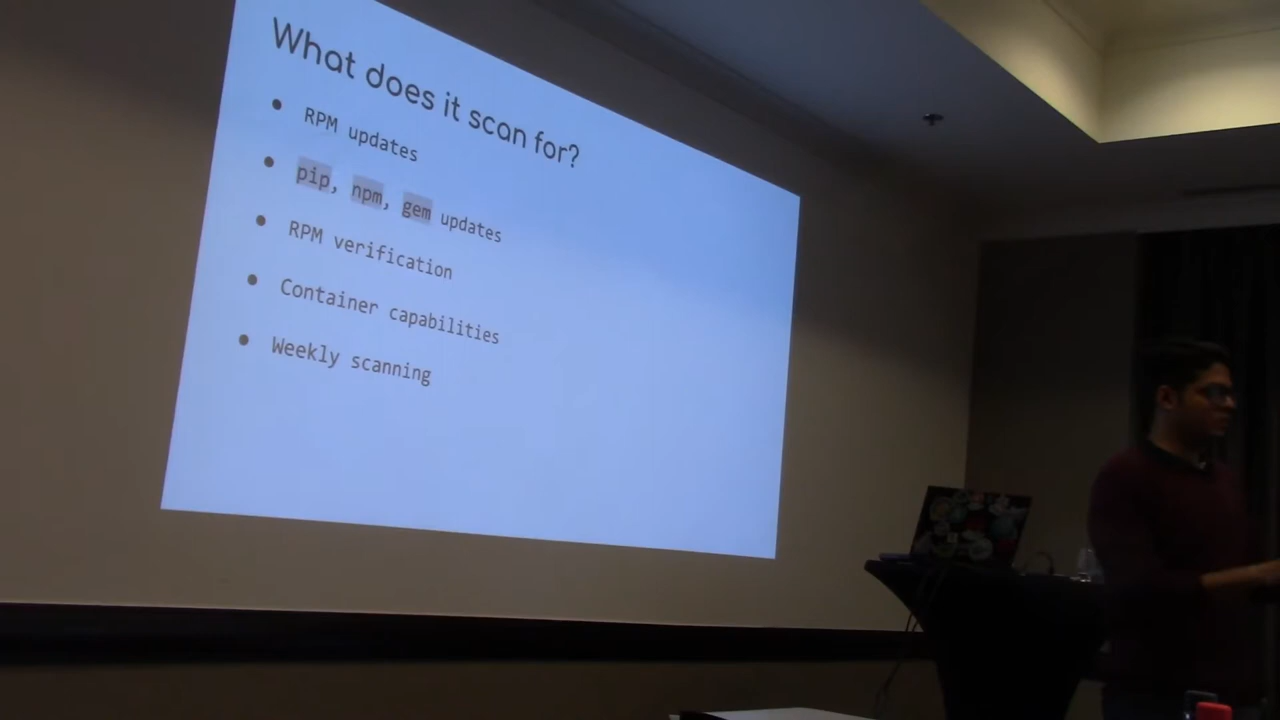 What does it scan for?
RPM updates
pip, npm, gem updates
RPM verification
Container capabilities
Weekly scanning